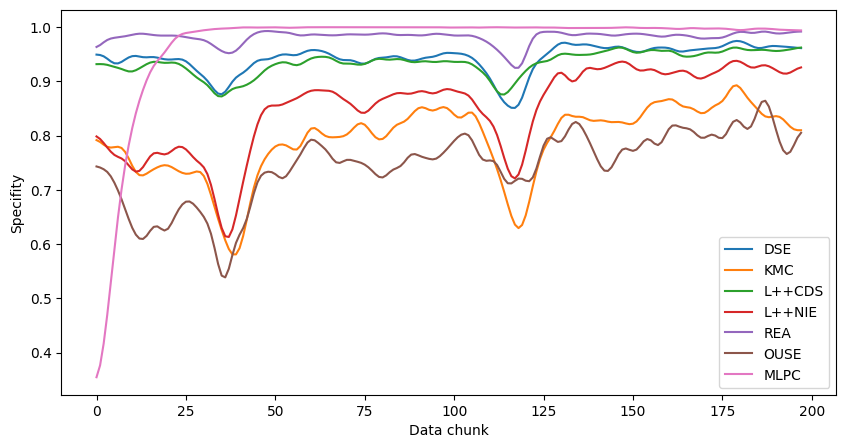 1.0
0.9
0.8
0.7
0.6
0.5
0.4
Specifity
0
25
50
75
100
125
150
175
200
Data chunk
DSE
KMC
L++CDS
L++NIE
REA
OUSE
MLPC